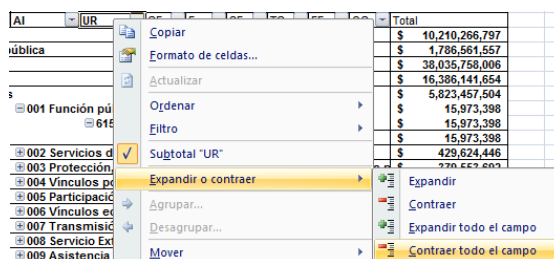 AI UR Total
Copiar
$ 10,210,266,797
ública $ 1,786,561,557
Formato de celdas...
$ 38,035,758,006
$ 16,386,141,654
Actualizar
$ 5,823,457,504
001 Función pú $ 15,973,398
Ordenar
615 $ 15,973,398
Filtro
$ 15,973,398
002 Servicios d Subtotal "UR" $ 429,624,446
003 Protección,
004 Vínculos po Expandir o contraer Expandir
005 Participació Agrupar... Contraer
006 Vínculos ec
007 Transmisió Desagrupar... Expandir todo el campo
008 Servicio Ext
009 Asistencia Mover Contraer todo el campo